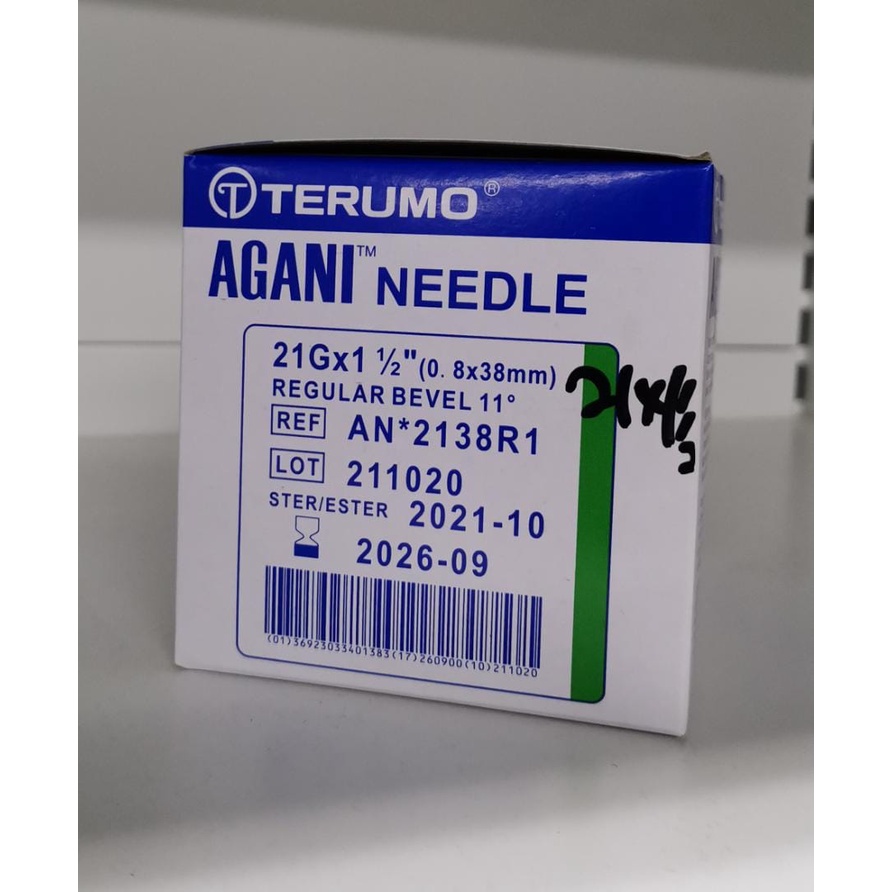 TERUMO®
AGANI™ NEEDLE
21Gx1 ½" (0. 8x38mm)
REGULAR BEVEL 11°
REF AN*2138R1
LOT 211020
STER/ESTER 2021-10
2026-09
(01)36923033401383(17)260900(10)211020